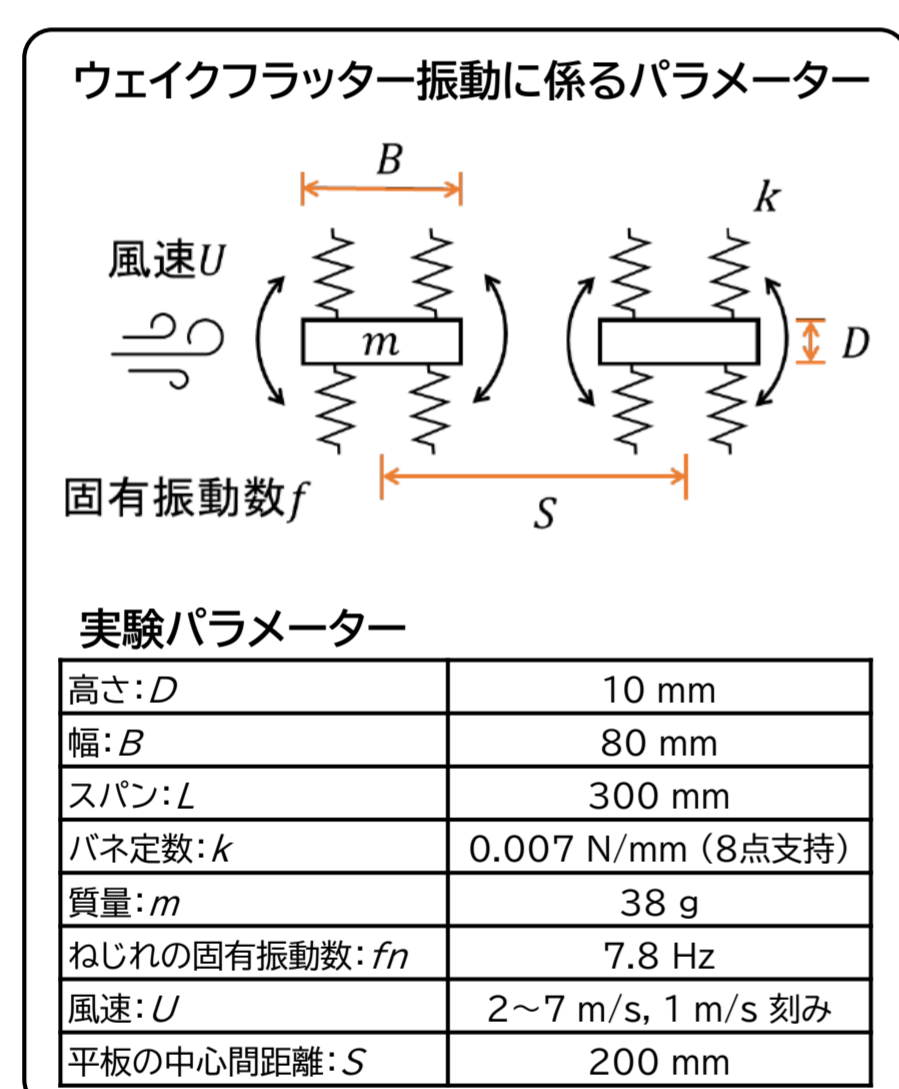 ウェイクフラッター振動に係るパラメーター
B
k
風速U
m
D
固有振動数f
S
実験パラメーター
高さ：D 10 mm
幅：B 80 mm
スパン：L 300 mm
バネ定数：k 0.007 N/mm（8点支持）
質量：m 38 g
ねじれの固有振動数：fn 7.8 Hz
風速：U 2～7 m/s, 1 m/s 刻み
平板の中心間距離：S 200 mm